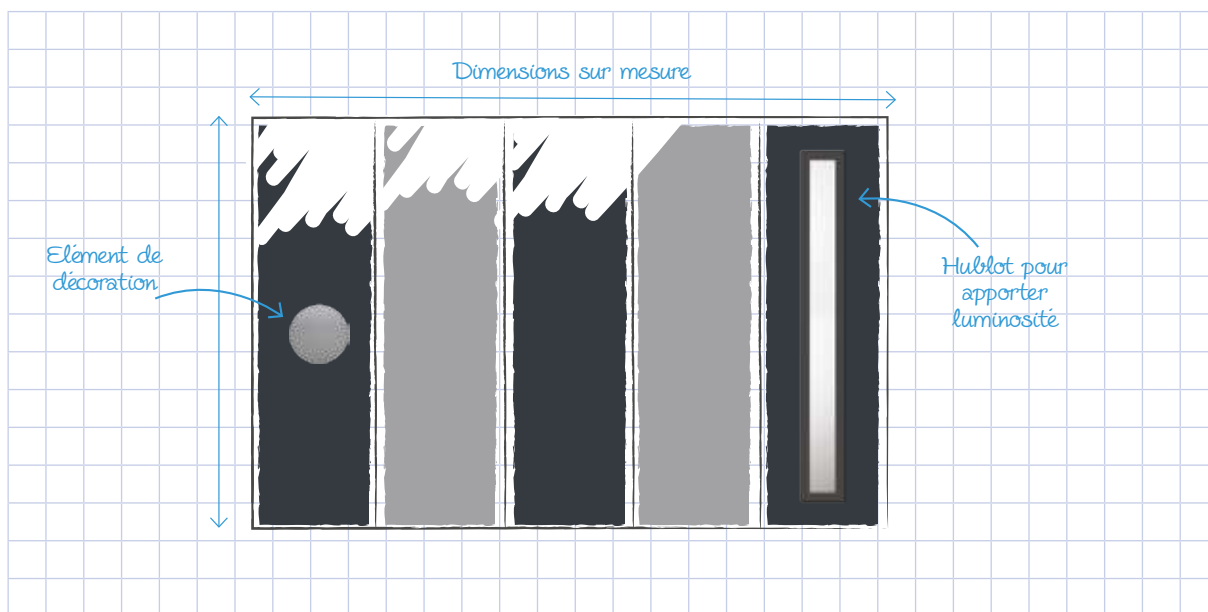 Dimensions sur mesure
Elément de
décoration
Hublot pour
apporter
luminosité